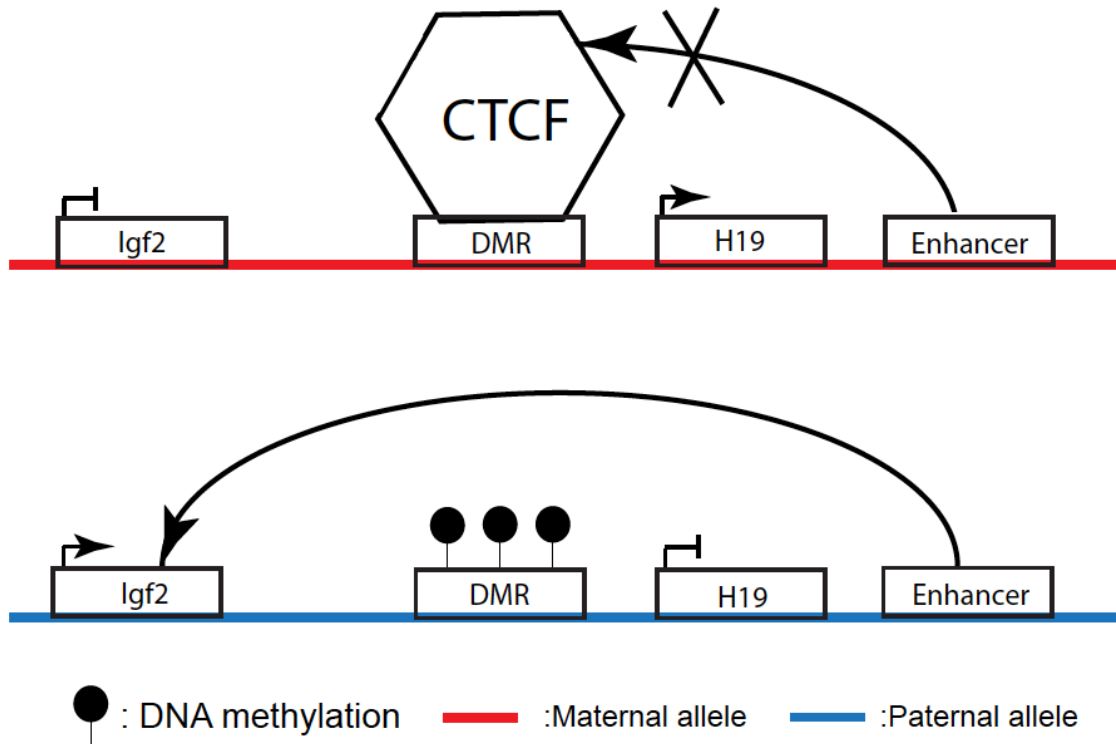 CTCF
Igf2 DMR H19 Enhancer
Igf2 DMR H19 Enhancer
: DNA methylation :Maternal allele :Paternal allele